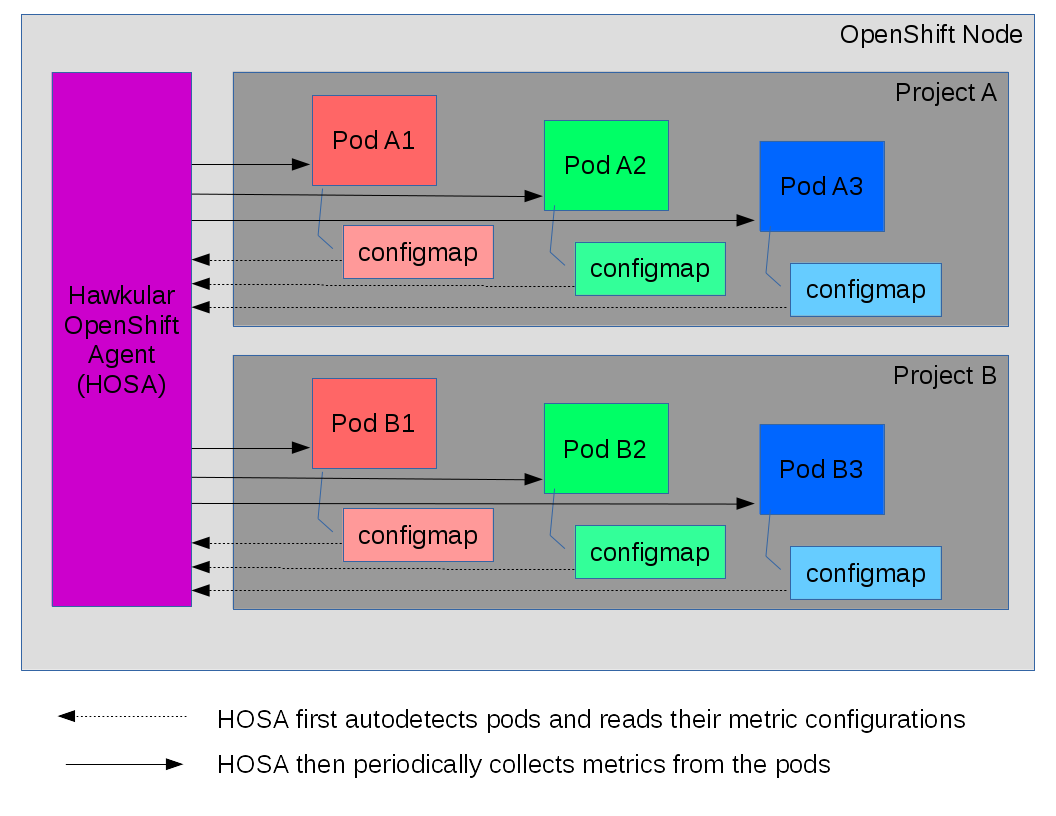 OpenShift Node
Hawkular
OpenShift
Agent
(HOSA)
Project A
Pod A1
Pod A2
Pod A3
configmap
configmap
configmap
Project B
Pod B1
Pod B2
Pod B3
configmap
configmap
configmap
HOSA first autodetects pods and reads their metric configurations
HOSA then periodically collects metrics from the pods